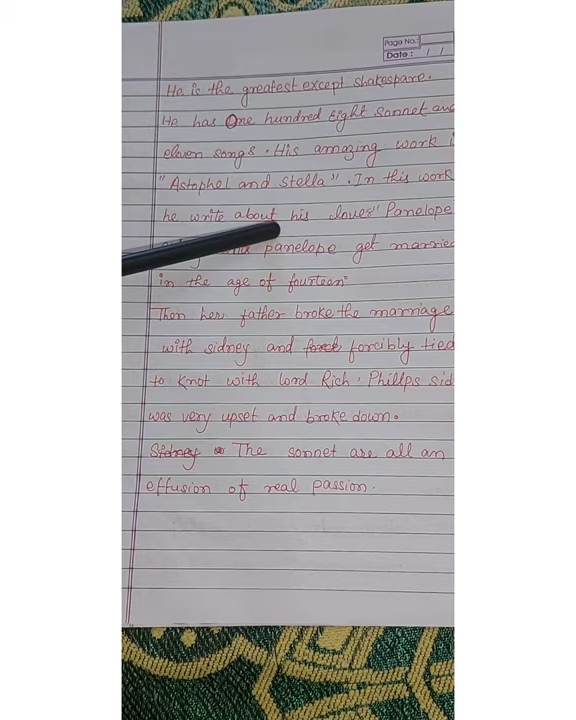 Page No.:
Date: / /
He is the greatest except shakespare.
He has One hundred Eight Sonnet and
eleven songs. His amazing work i
"Astophel and stella". In this work
he write about his lover" Panelope
panelope get married
in the age of fourteen.
Then her father broke the marriage
with sidney and forcibly tied
to knot with lord Rich. Phillps sid
was very upset and broke down.
Sidney The sonnet are all an
effusion of real passion.